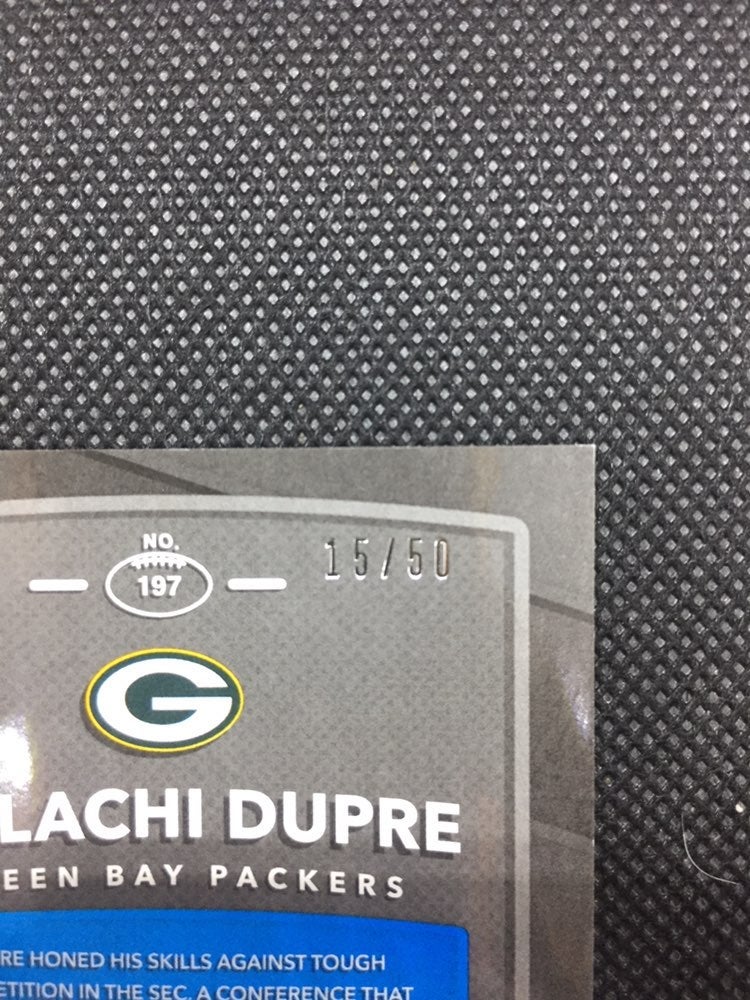 NO.
197
15/50
G
LACHI DUPRE
EEN BAY PACKERS
RE HONED HIS SKILLS AGAINST TOUGH
ETITION IN THE SEC, A CONFERENCE THAT